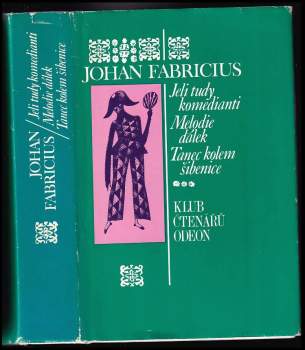 JOHAN FABRICIUS
Jeli tudy
komedianti
Melodie
dálek
Tanec kolem
šibenice
KLUB
ČTENÁŘŮ
ODEON
JOHAN
FABRICIUS
Jeli tudy komedianti
Melodie dálek
Tanec kolem šibenice